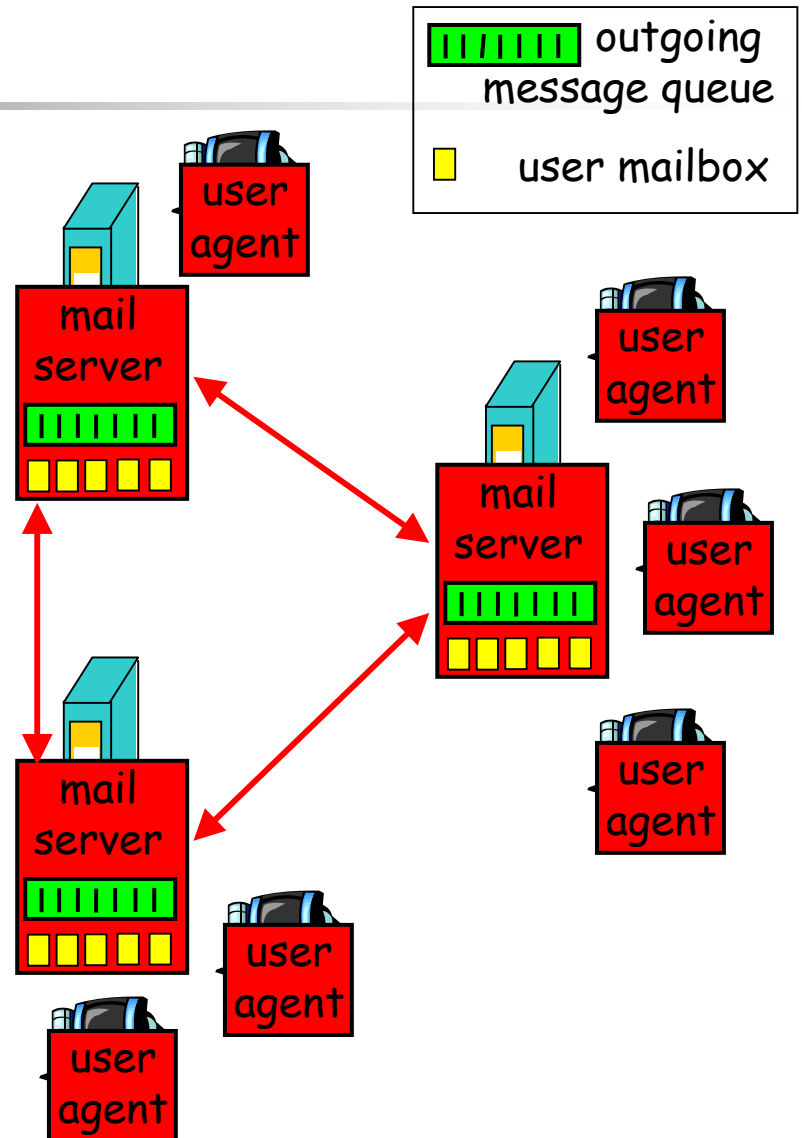 outgoing
message queue
user mailbox
user
agent
mail
server
user
agent
mail
server
user
agent
user
agent
mail
server
user
agent
user
agent